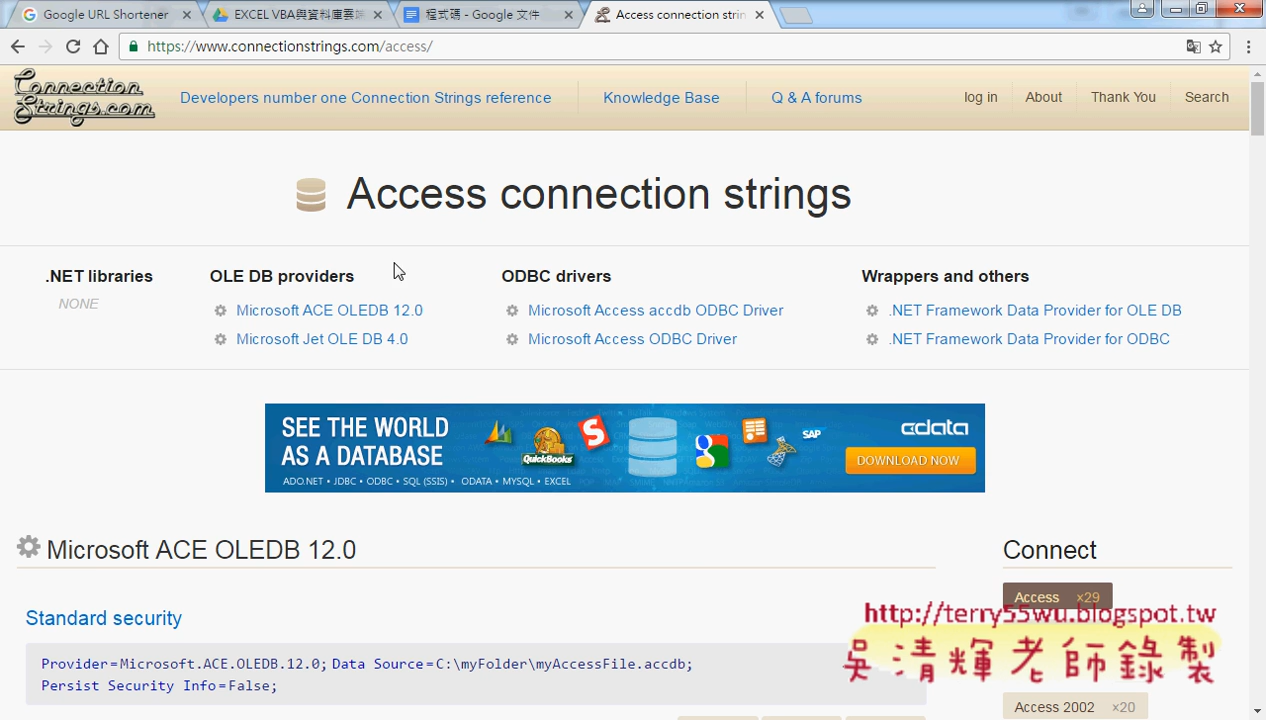 Google URL Shortener
EXCEL VBA與資料庫雲端
程式碼 - Google 文件
Access connection strin
https://www.connectionstrings.com/access/
Connection
Strings.com
Developers number one Connection Strings reference
Knowledge Base
Q & A forums
log in
About
Thank You
Search
Access connection strings
.NET libraries
NONE
OLE DB providers
Microsoft ACE OLEDB 12.0
Microsoft Jet OLE DB 4.0
ODBC drivers
Microsoft Access accdb ODBC Driver
Microsoft Access ODBC Driver
Wrappers and others
.NET Framework Data Provider for OLE DB
.NET Framework Data Provider for ODBC
SEE THE WORLD
AS A DATABASE
ADO.NET • JDBC • ODBC • SQL (SSIS) • ODATA • MYSQL • EXCEL
QuickBooks
SAP
cdata
DOWNLOAD NOW
Microsoft ACE OLEDB 12.0
Standard security
Provider=Microsoft.ACE.OLEDB.12.0; Data Source=C:\myFolder\myAccessFile.accdb;
Persist Security Info=False;
Connect
Access ×29
http://terry55wu.blogspot.tw
吳清輝老師錄製
Access 2002 ×20